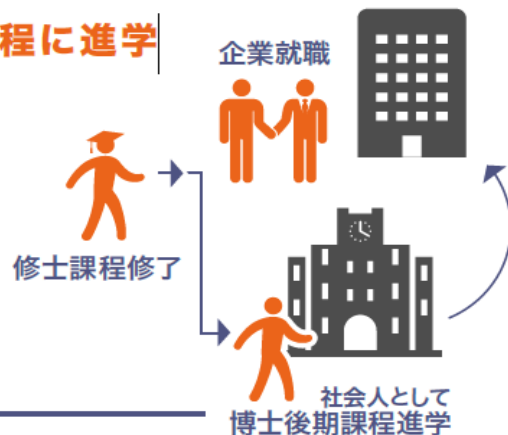 程に進学
企業就職
修士課程修了
社会人として
博士後期課程進学